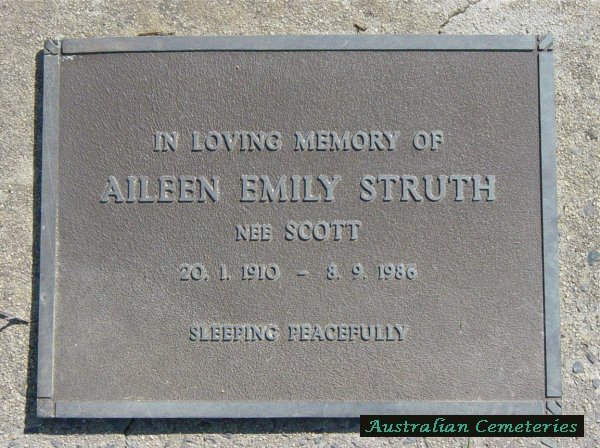 IN LOVING MEMORY OF
AILEEN EMILY STRUTH
NEE SCOTT
20. 1. 1910 - 8. 9. 1986
SLEEPING PEACEFULLY
Australian Cemeteries